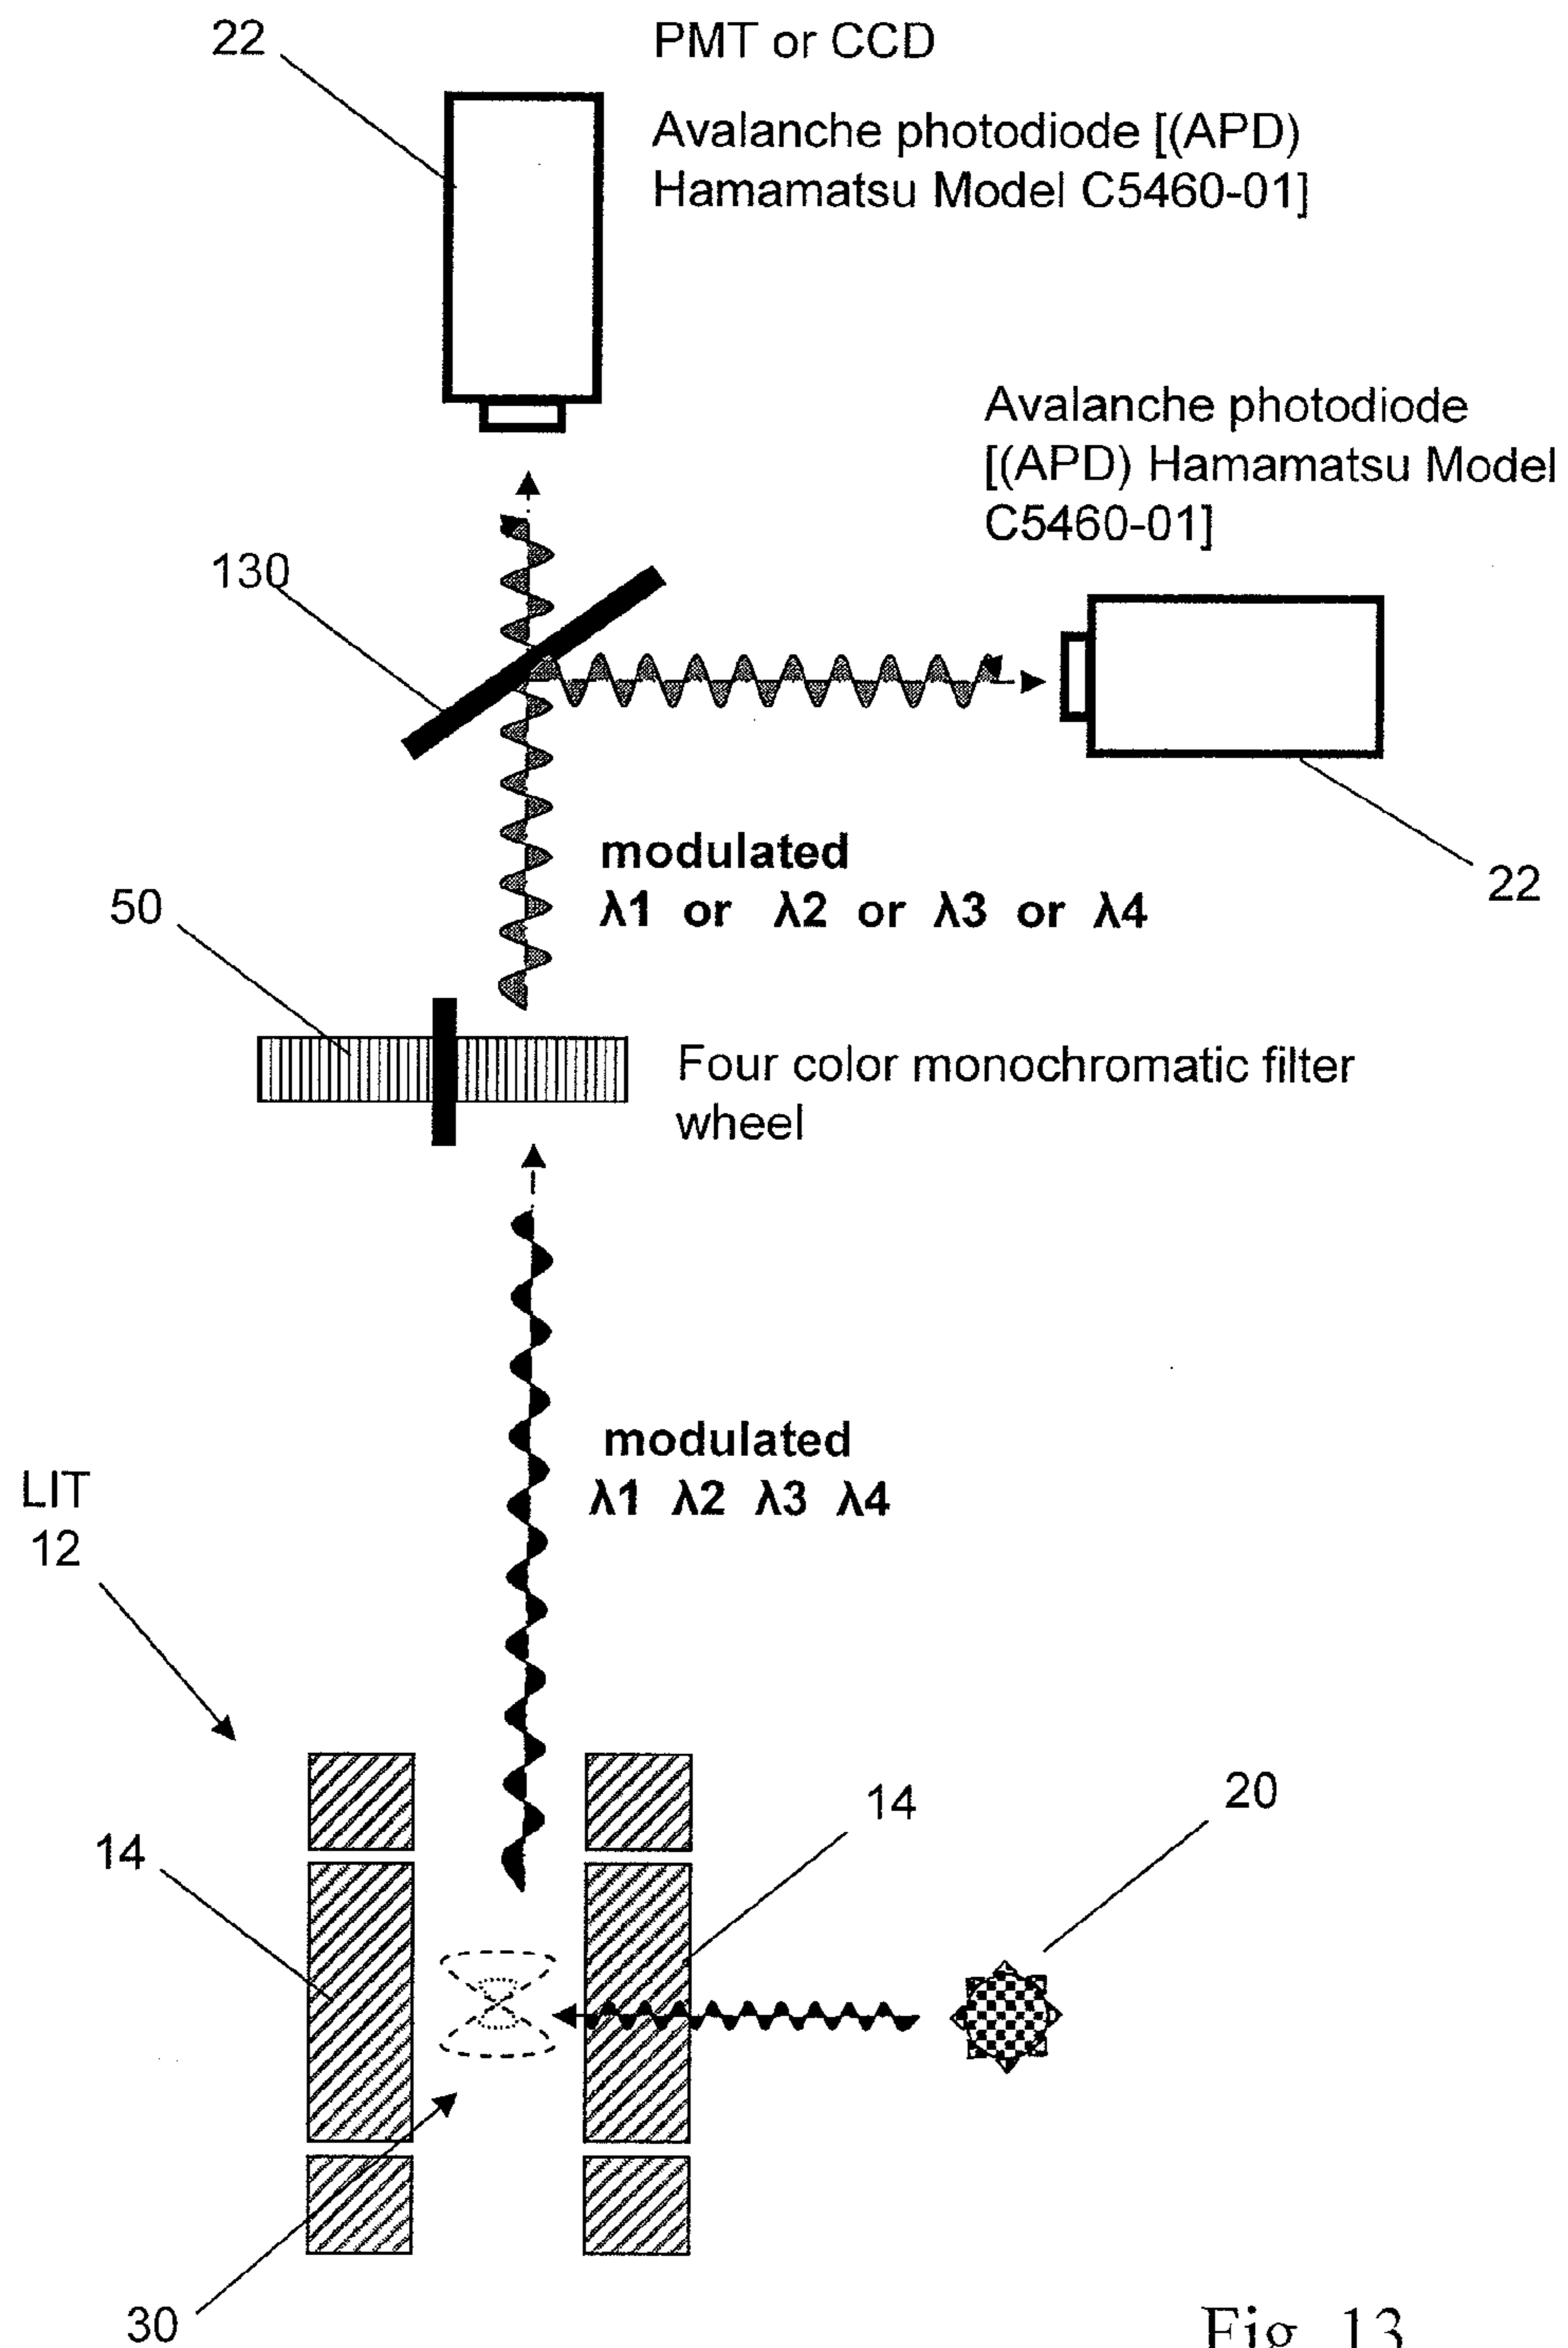 22
PMT or CCD
Avalanche photodiode [(APD)
Hamamatsu Model C5460-01]
Avalanche photodiode
[(APD) Hamamatsu Model
C5460-01]
130
22
modulated
λ1 or λ2 or λ3 or λ4
50
Four color monochromatic filter
wheel
modulated
λ1 λ2 λ3 λ4
LIT
12
14
20
14
30
Fig. 13